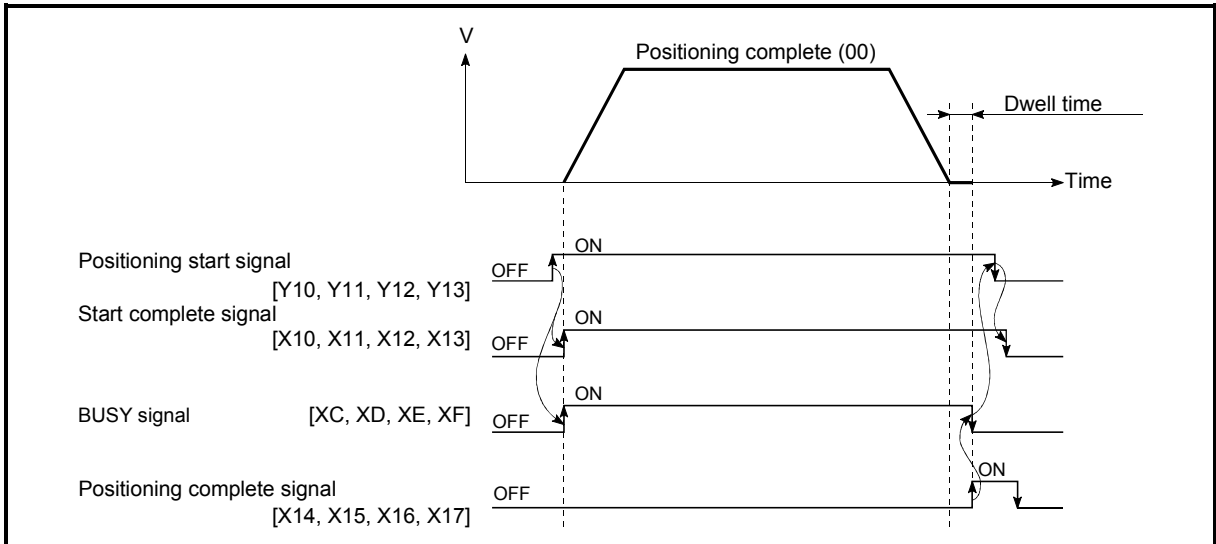 V
Positioning complete (00)
Dwell time
Time
ON
Positioning start signal
OFF
[Y10, Y11, Y12, Y13]
Start complete signal
ON
[X10, X11, X12, X13]
OFF
ON
BUSY signal [XC, XD, XE, XF]
OFF
ON
Positioning complete signal
OFF
[X14, X15, X16, X17]